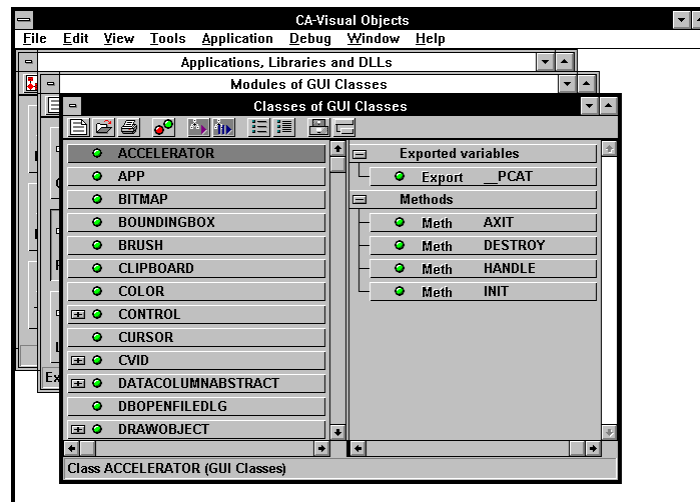 CA-Visual Objects
File Edit View Tools Application Debug Window Help
Applications, Libraries and DLLs
Modules of GUI Classes
Classes of GUI Classes
ACCELERATOR
APP
BITMAP
BOUNDINGBOX
BRUSH
CLIPBOARD
COLOR
CONTROL
CURSOR
CVID
DATACOLUMNABSTRACT
DBOPENFILEDLG
DRAWOBJECT
Exported variables
Export __PCAT
Methods
Meth AXIT
Meth DESTROY
Meth HANDLE
Meth INIT
Ex
Class ACCELERATOR (GUI Classes)